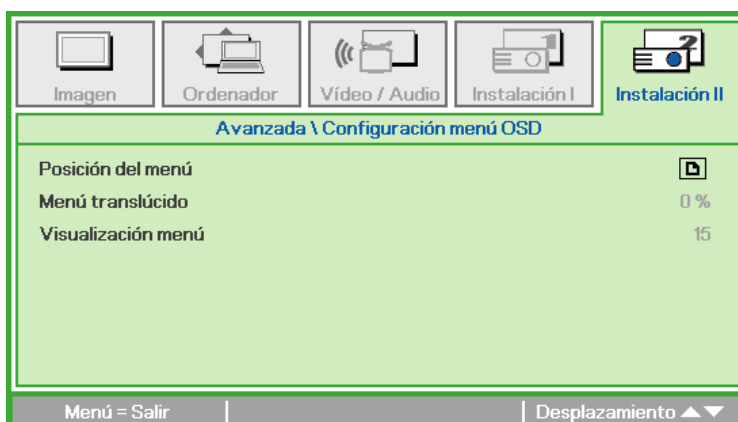 Imagen Ordenador Vídeo / Audio Instalación I Instalación II
Avanzada \ Configuración menú OSD
Posición del menú
Menú translúcido 0 %
Visualización menú 15
Menú = Salir Desplazamiento ▲▼